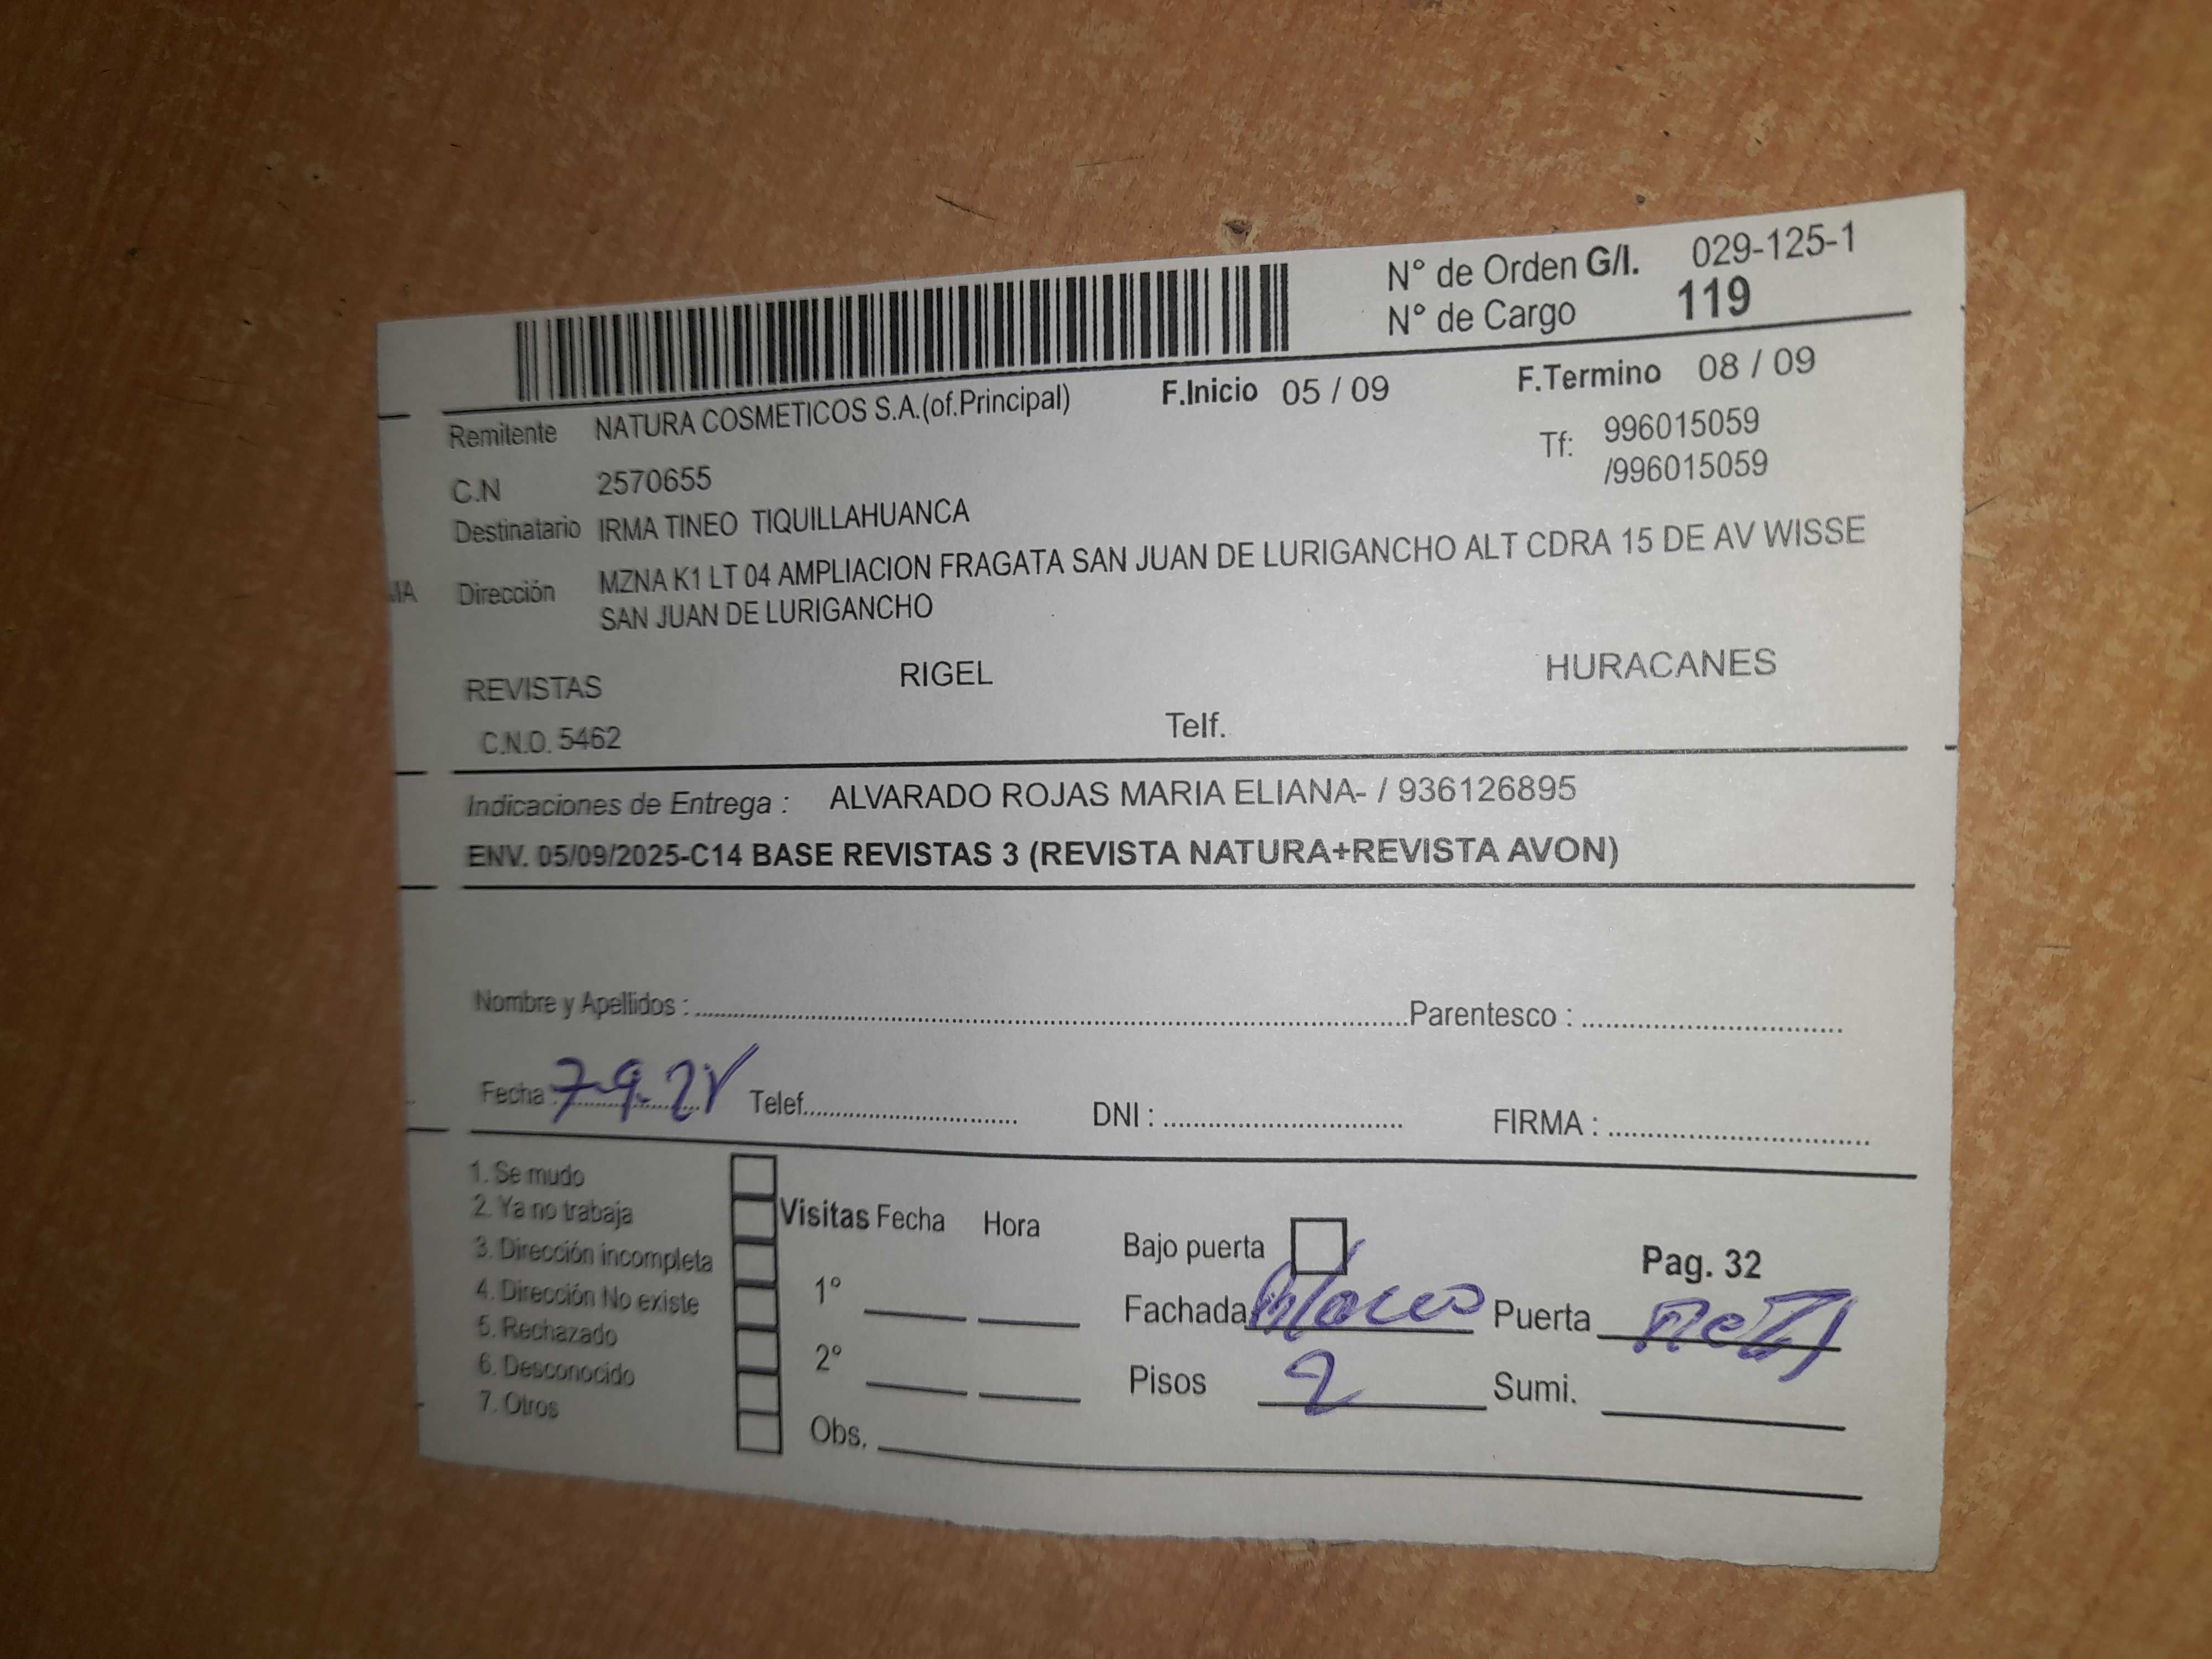 N° de Orden G/I. 029-125-1
N° de Cargo 119
F.Inicio 05 / 09 F.Termino 08 / 09
Remitente NATURA COSMETICOS S.A.(of.Principal)
Tf: 996015059
/996015059
C.N 2570655
Destinatario IRMA TINEO TIQUILLAHUANCA
JA
Dirección MZNA K1 LT 04 AMPLIACION FRAGATA SAN JUAN DE LURIGANCHO ALT CDRA 15 DE AV WISSE
SAN JUAN DE LURIGANCHO
REVISTAS RIGEL HURACANES
C.N.O. 5462 Telf.
Indicaciones de Entrega : ALVARADO ROJAS MARIA ELIANA- / 936126895
ENV. 05/09/2025-C14 BASE REVISTAS 3 (REVISTA NATURA+REVISTA AVON)
Nombre y Apellidos : Parentesco :
Fecha : 7-9-25 Telef. DNI : FIRMA :
1. Se mudo
2. Ya no trabaja
3. Dirección incompleta
4. Dirección No existe
5. Rechazado
6. Desconocido
7. Otros
Visitas Fecha Hora
1°
2°
Obs.
Bajo puerta Pag. 32
Fachada Blanco Puerta
Pisos 2 Sumi.